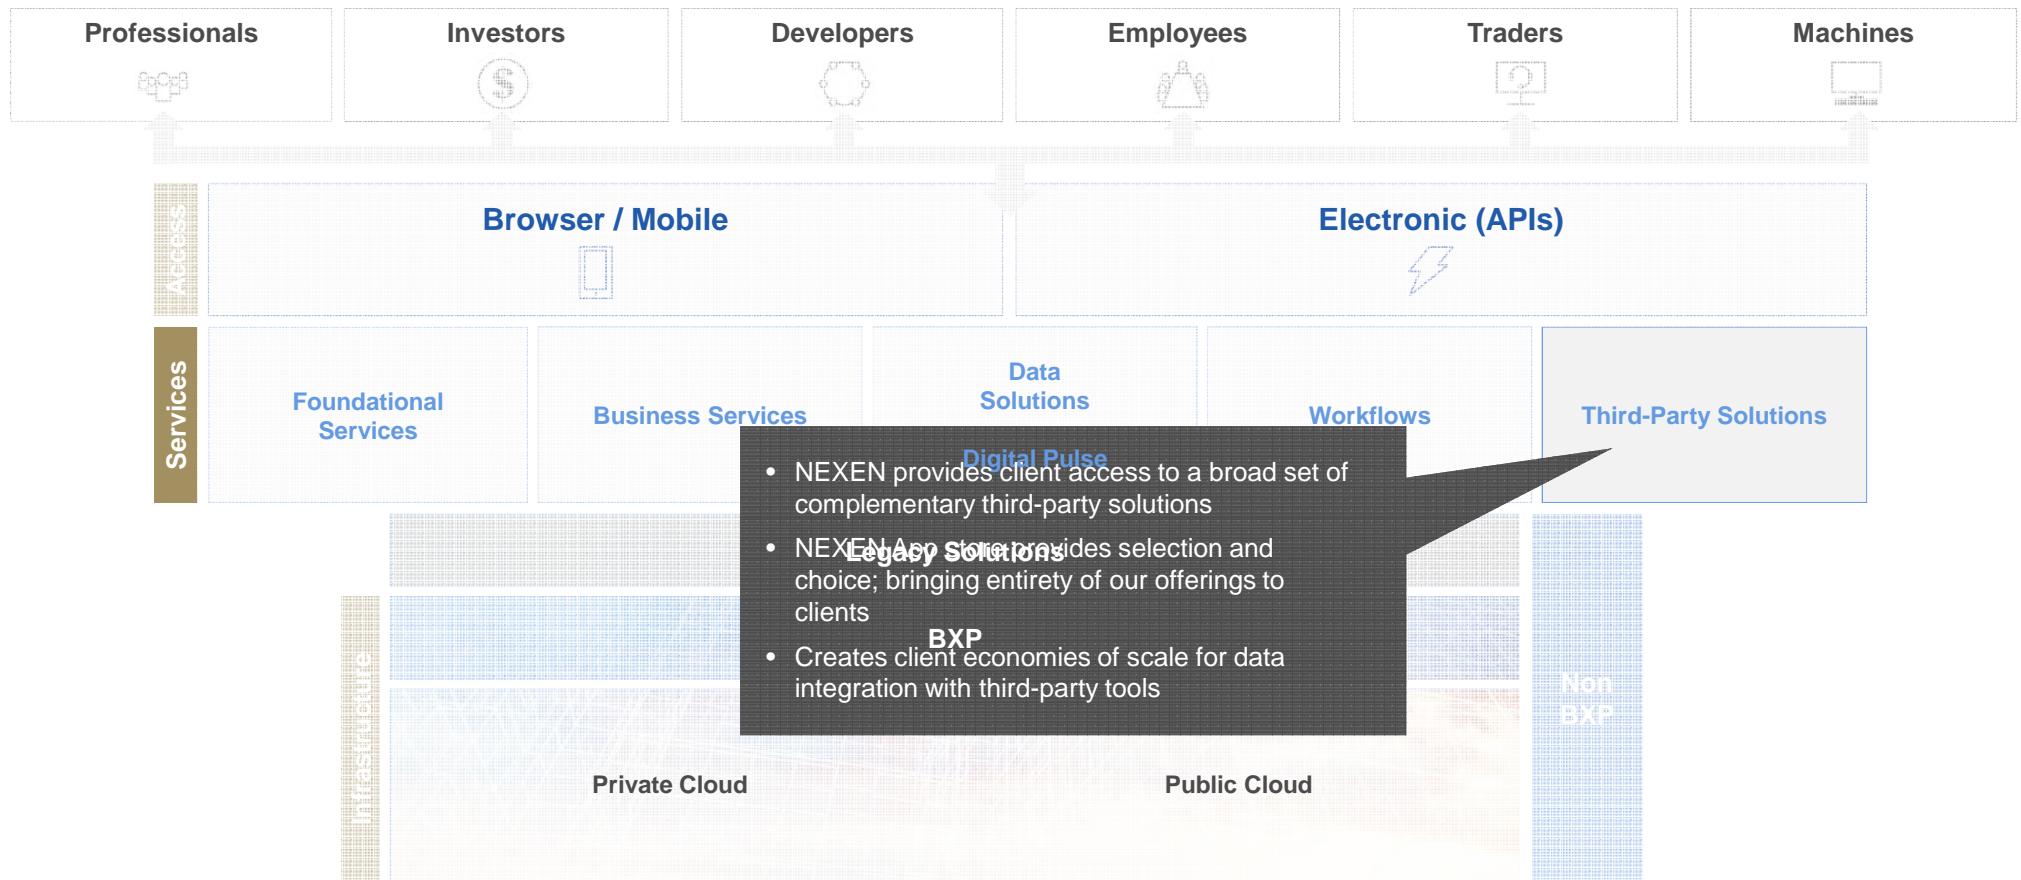 Professionals
Investors
Developers
Employees
Traders
Machines
Access
Browser / Mobile
Electronic (APIs)
Services
Foundational
Services
Business Services
Data
Solutions
Digital Pulse
Workflows
Third-Party Solutions
• NEXEN provides client access to a broad set of
complementary third-party solutions
• NEXEN App store provides selection and
choice; bringing entirety of our offerings to
clients
• Creates client economies of scale for data
integration with third-party tools
Legacy Solutions
Infrastructure
BXP
Non
BXP
Private Cloud
Public Cloud